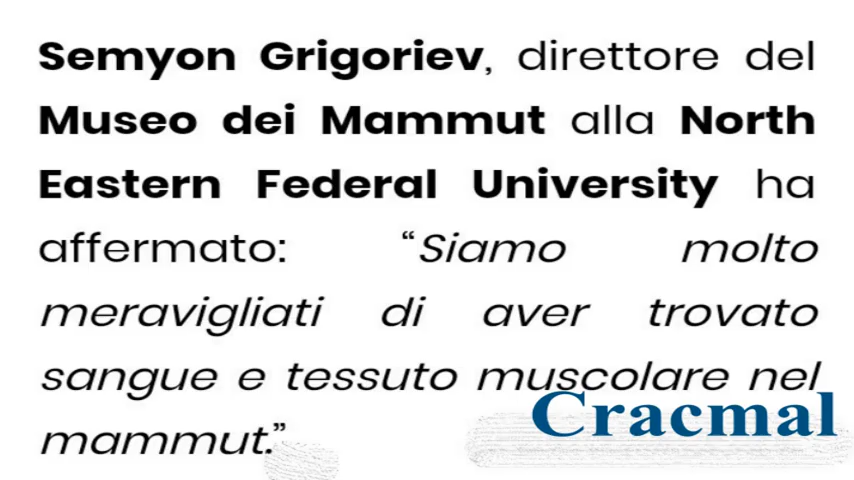 Semyon Grigoriev, direttore del
Museo dei Mammut alla North
Eastern Federal University ha
affermato: “Siamo molto
meravigliati di aver trovato
sangue e tessuto muscolare nel
mammut.”
Cracmal